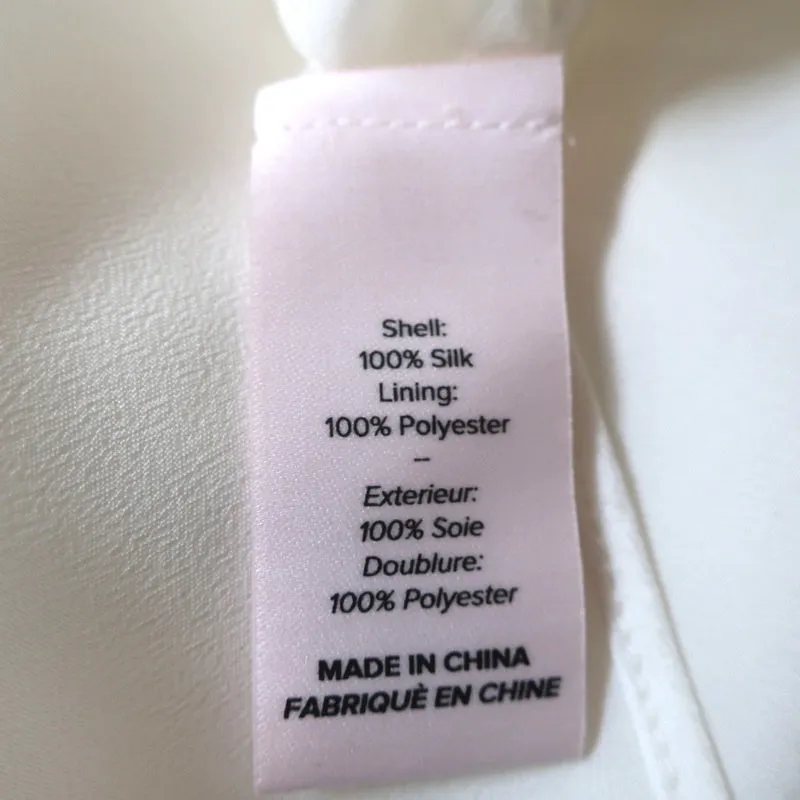 Shell:
100% Silk
Lining:
100% Polyester
--
Exterieur:
100% Soie
Doublure:
100% Polyester
MADE IN CHINA
FABRIQUÈ EN CHINE